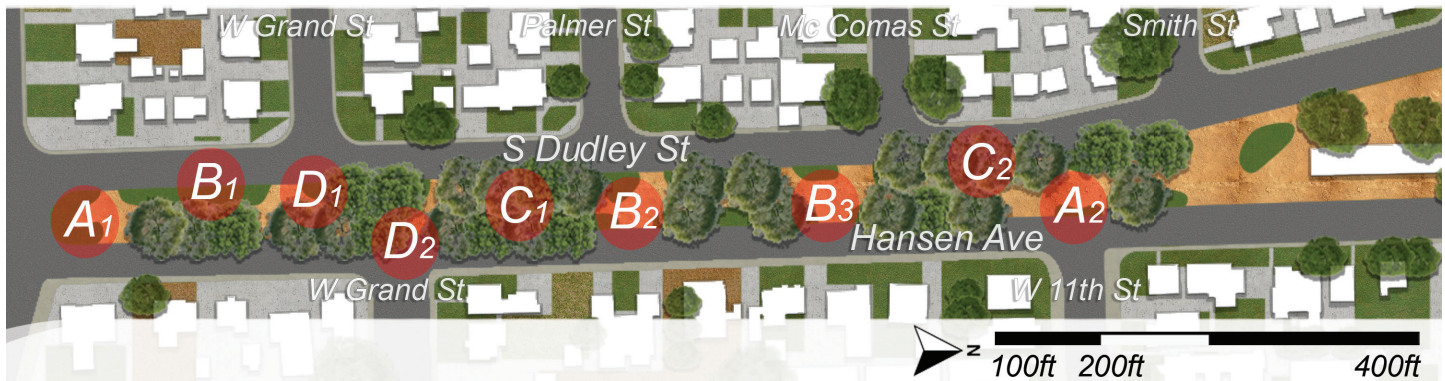 W Grand St
Palmer St
Mc Comas St
Smith St
S Dudley St
A1
B1
D1
D2
C1
B2
B3
C2
A2
Hansen Ave
W Grand St
W 11th St
N
100ft 200ft 400ft